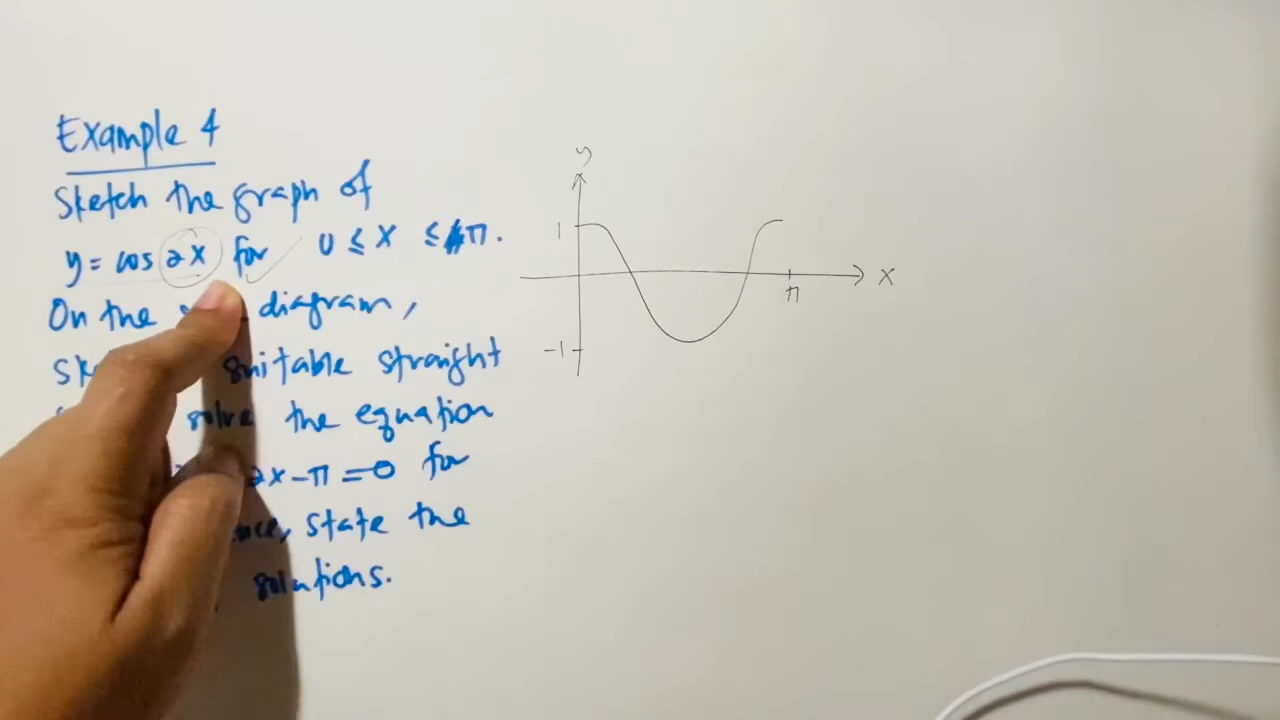 Example 4
Sketch the graph of
y = cos 2x for 0 ≤ x ≤ π.
On the diagram,
suitable straight
solve the equation
2x - π = 0 for
state the
solutions.
y
1
-1
π
x